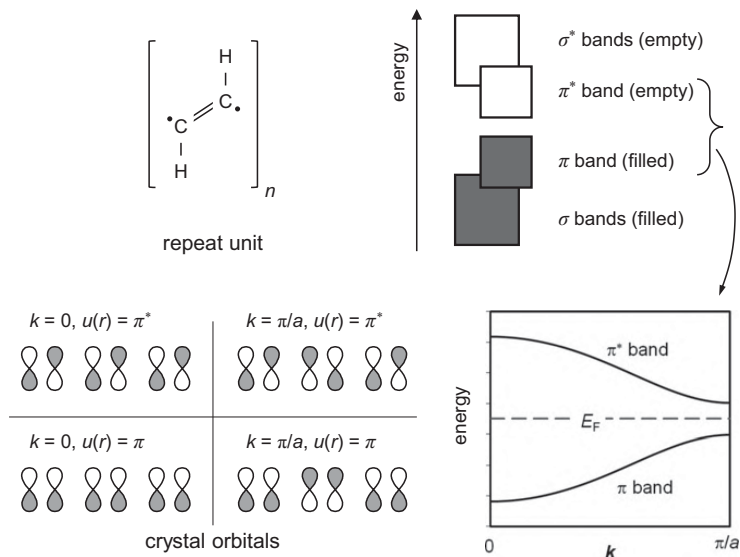 H
C
C
H
n
repeat unit
energy
σ* bands (empty)
π* band (empty)
π band (filled)
σ bands (filled)
k = 0, u(r) = π*
k = π/a, u(r) = π*
k = 0, u(r) = π
k = π/a, u(r) = π
crystal orbitals
energy
π* band
E_F
π band
0
k
π/a